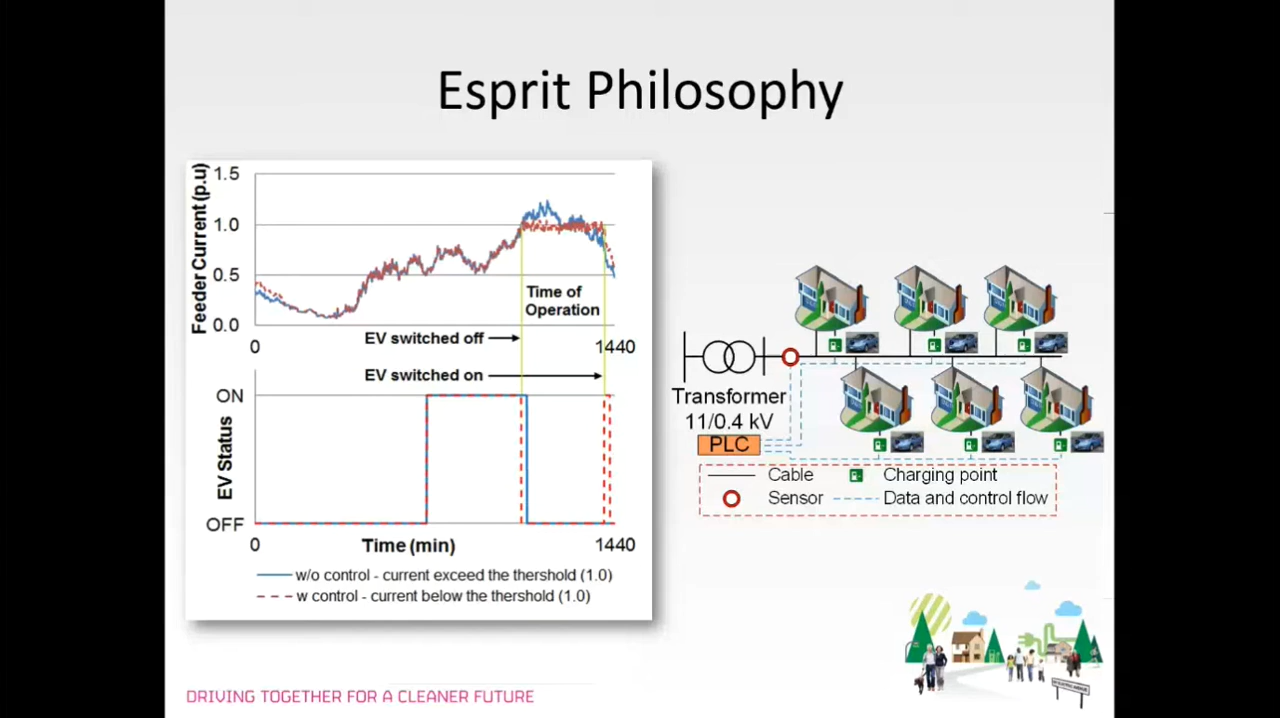 Esprit Philosophy
Feeder Current (p.u)
1.5
1.0
0.5
0.0
Time of
Operation
EV switched off
0
1440
EV switched on
EV Status
ON
OFF
0
Time (min)
1440
w/o control - current exceed the thershold (1.0)
w control - current below the thershold (1.0)
Transformer
11/0.4 kV
PLC
Cable
Charging point
Sensor
Data and control flow
DRIVING TOGETHER FOR A CLEANER FUTURE